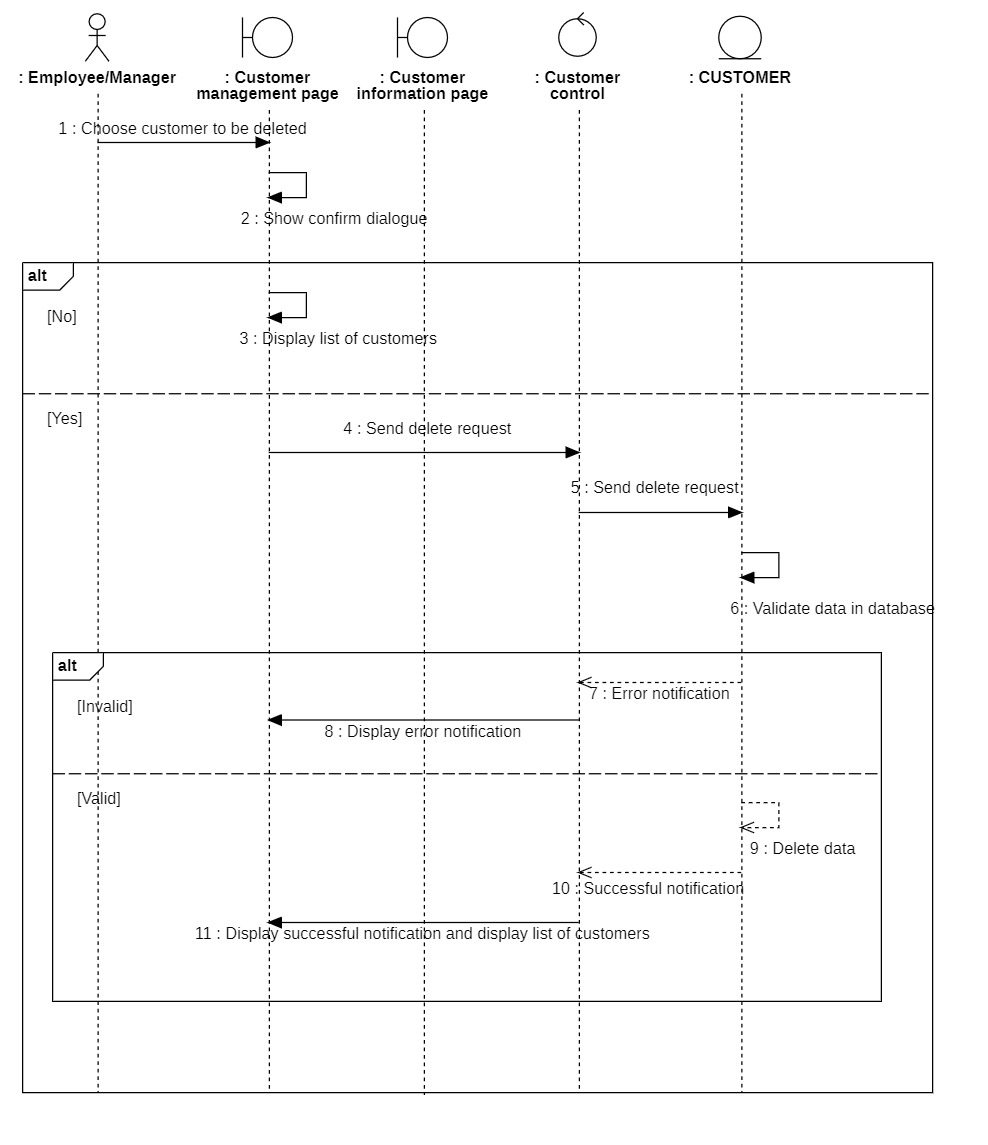 : Employee/Manager
: Customer
management page
: Customer
information page
: Customer
control
: CUSTOMER
1 : Choose customer to be deleted
2 : Show confirm dialogue
alt
[No]
3 : Display list of customers
[Yes]
4 : Send delete request
5 : Send delete request
6 : Validate data in database
alt
7 : Error notification
[Invalid]
8 : Display error notification
[Valid]
9 : Delete data
10 : Successful notification
11 : Display successful notification and display list of customers